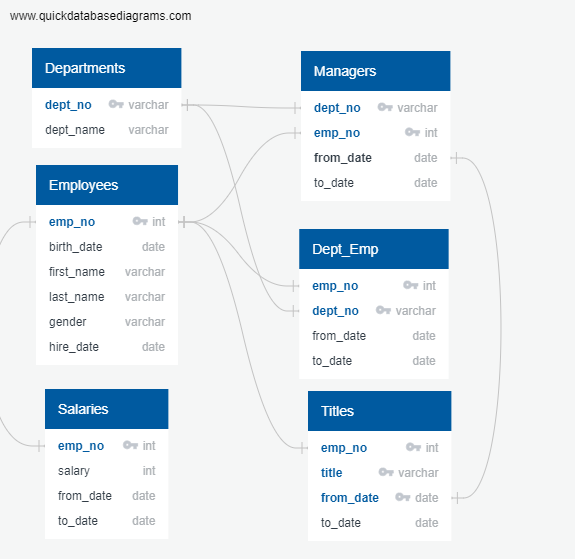 www.quickdatabasediagrams.com
Departments
dept_no varchar
dept_name varchar
Employees
emp_no int
birth_date date
first_name varchar
last_name varchar
gender varchar
hire_date date
Salaries
emp_no int
salary int
from_date date
to_date date
Managers
dept_no varchar
emp_no int
from_date date
to_date date
Dept_Emp
emp_no int
dept_no varchar
from_date date
to_date date
Titles
emp_no int
title varchar
from_date date
to_date date